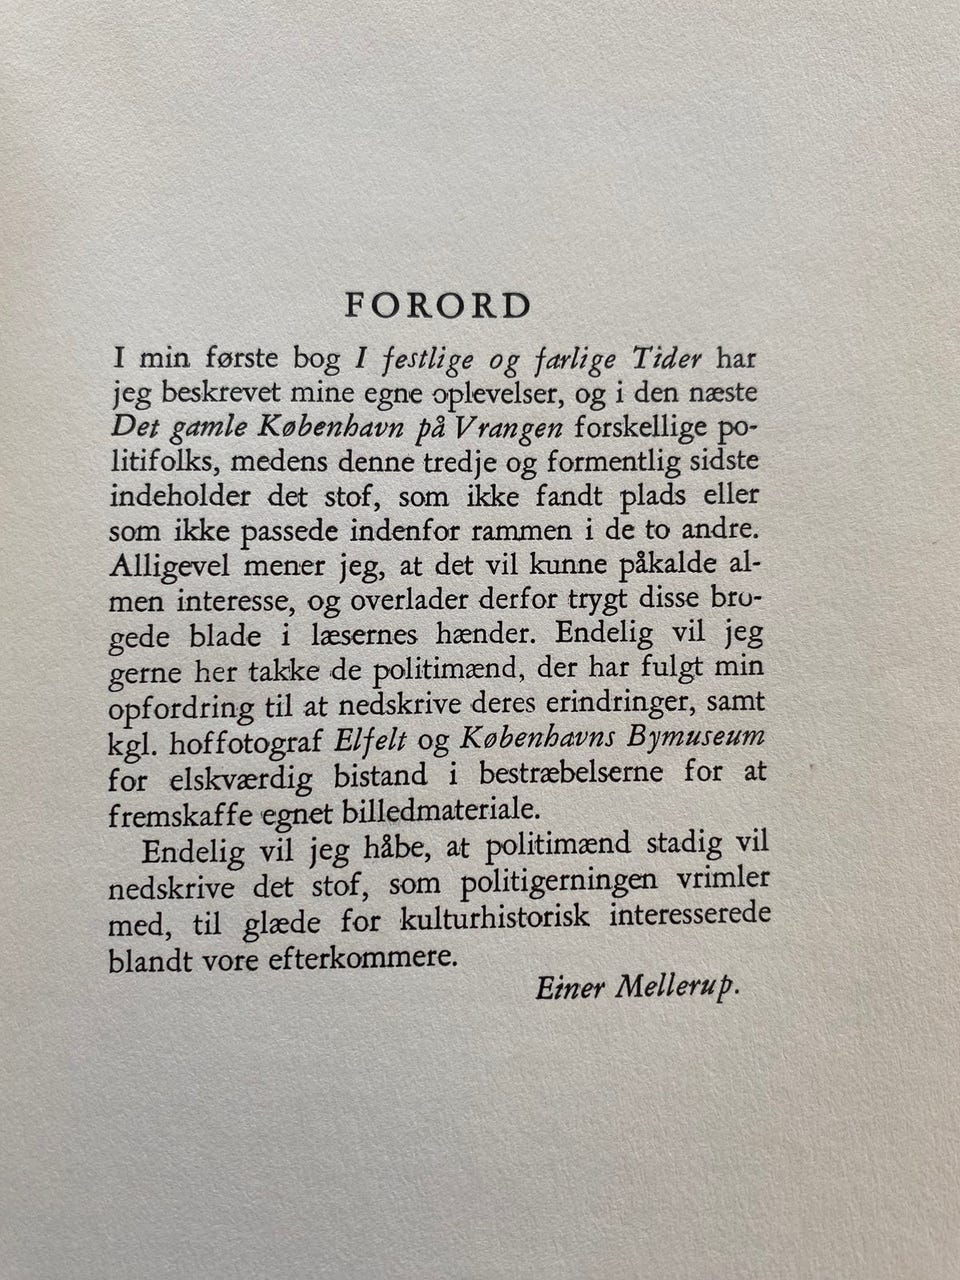 FORORD
I min første bog I festlige og farlige Tider har
jeg beskrevet mine egne oplevelser, og i den næste
Det gamle København på Vrangen forskellige po-
litifolks, medens denne tredje og formentlig sidste
indeholder det stof, som ikke fandt plads eller
som ikke passede indenfor rammen i de to andre.
Alligevel mener jeg, at det vil kunne påkalde al-
men interesse, og overlader derfor trygt disse bro-
gede blade i læsernes hænder. Endelig vil jeg
gerne her takke de politimænd, der har fulgt min
opfordring til at nedskrive deres erindringer, samt
kgl. hoffotograf Elfelt og Københavns Bymuseum
for elskværdig bistand i bestræbelserne for at
fremskaffe egnet billedmateriale.
Endelig vil jeg håbe, at politimænd stadig vil
nedskrive det stof, som politigerningen vrimler
med, til glæde for kulturhistorisk interesserede
blandt vore efterkommere.
Einer Mellerup.